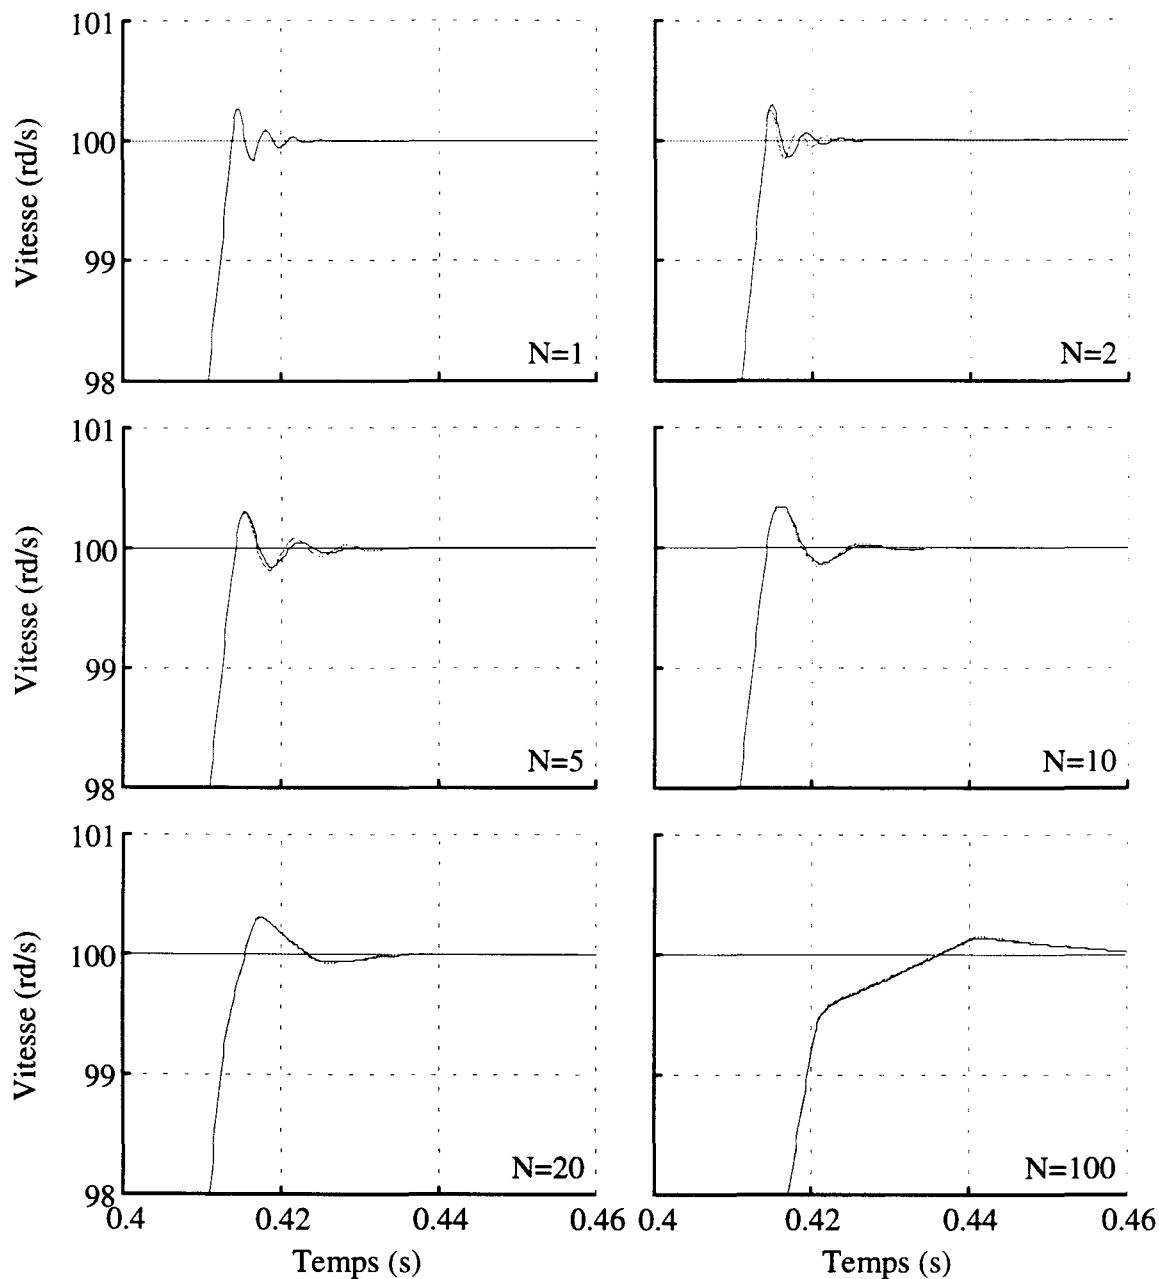 101
100
99
98
Vitesse (rd/s)
N=1
N=2
101
100
99
98
Vitesse (rd/s)
N=5
N=10
101
100
99
98
Vitesse (rd/s)
N=20
N=100
0.4 0.42 0.44 0.46
0.4 0.42 0.44 0.46
Temps (s)
Temps (s)